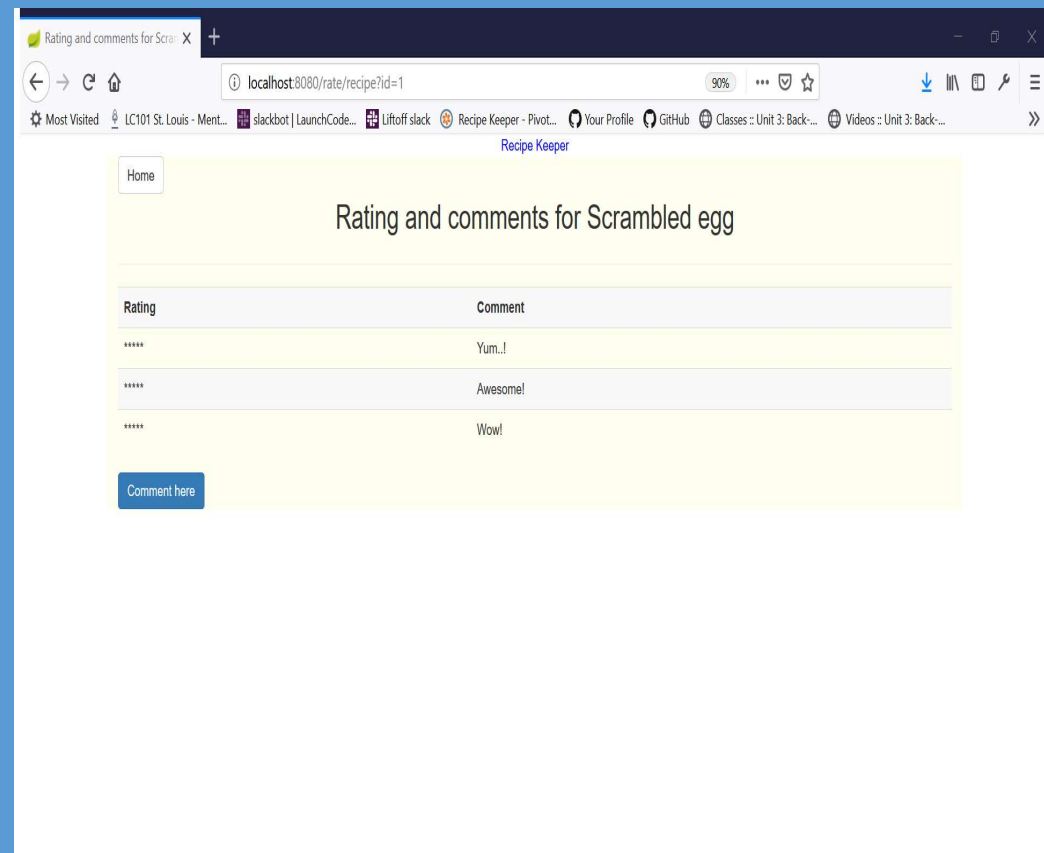 Rating and comments for Scran
localhost:8080/rate/recipe?id=1
90%
Most Visited LC101 St. Louis - Ment... slackbot | LaunchCode... Liftoff slack Recipe Keeper - Pivot... Your Profile GitHub Classes :: Unit 3: Back-... Videos :: Unit 3: Back-...
Recipe Keeper
Home
Rating and comments for Scrambled egg
Rating Comment
***** Yum..!
***** Awesome!
***** Wow!
Comment here